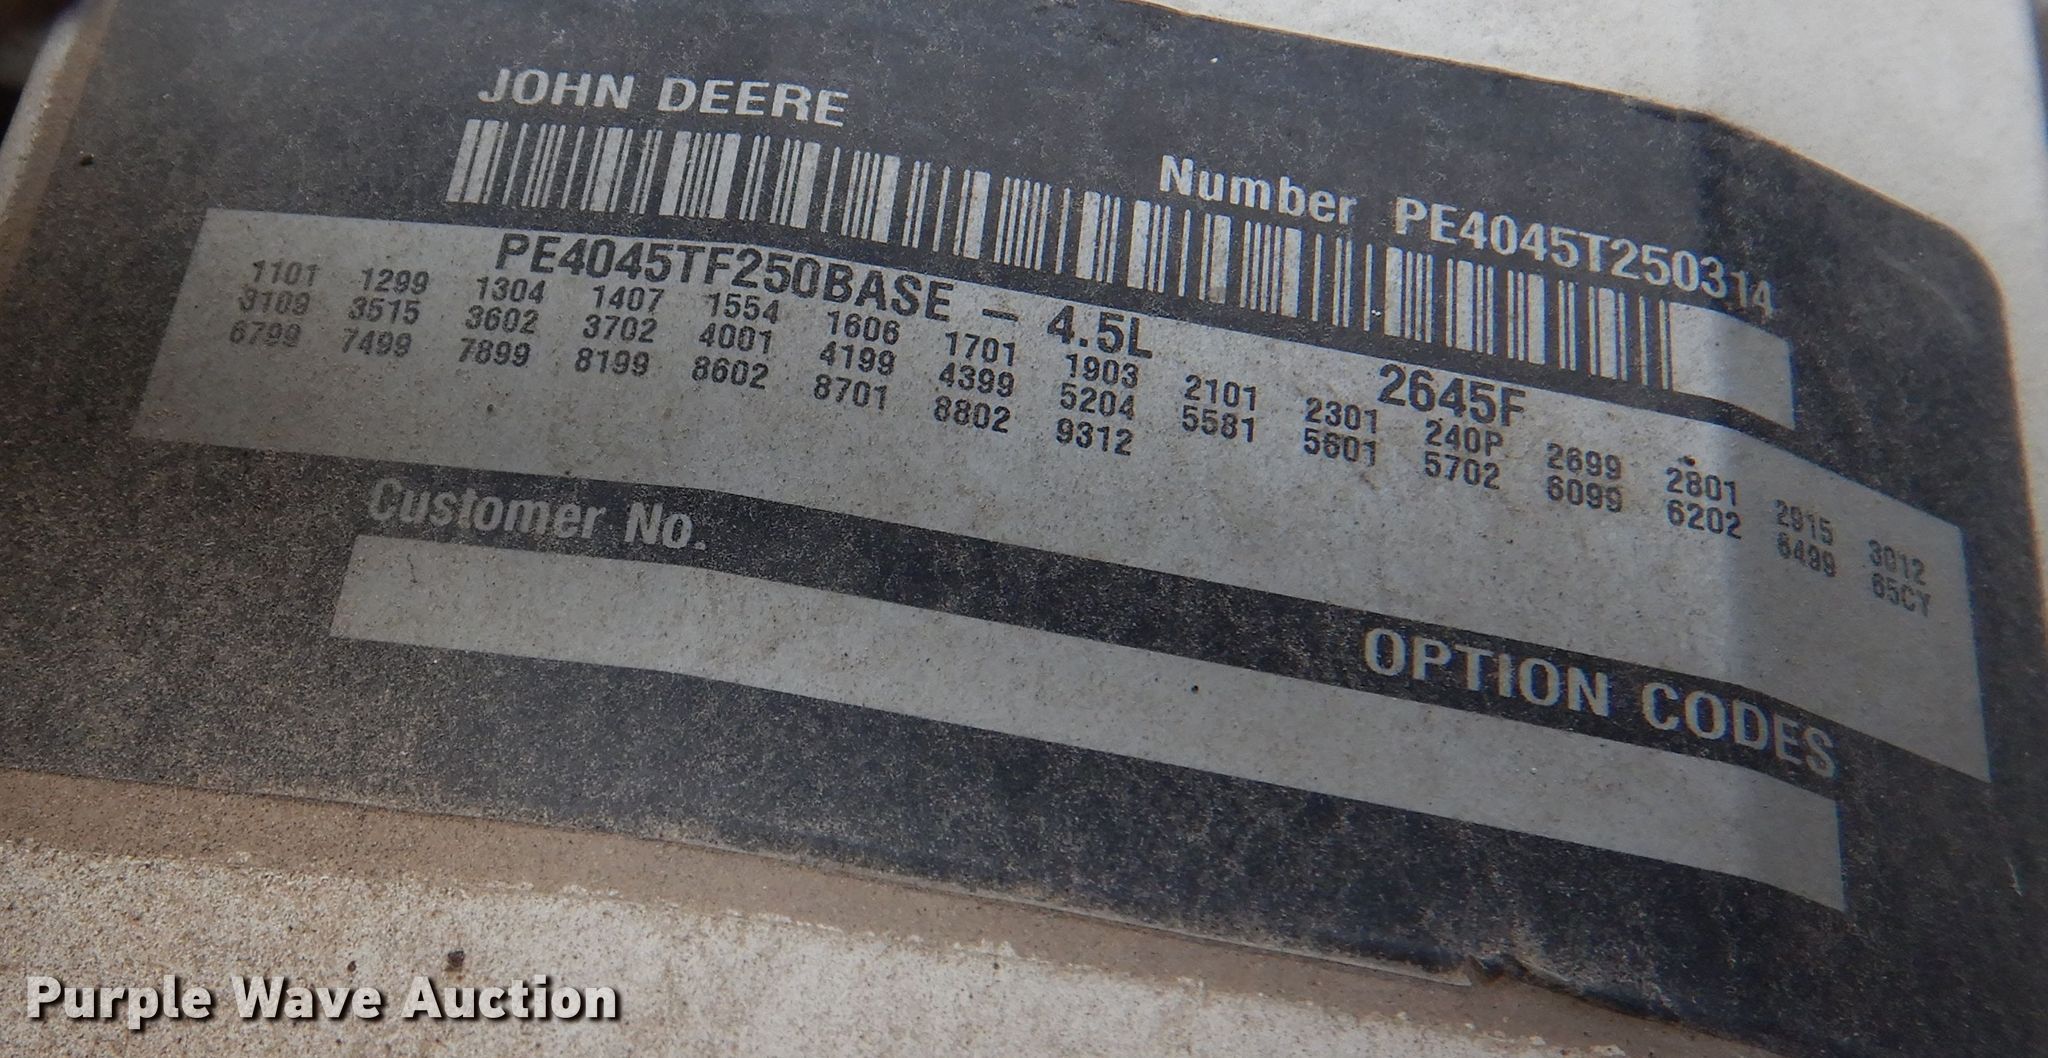 JOHN DEERE
Number PE4045T250314
PE4045TF250BASE - 4.5L 2645F
1101 1299 1304 1407 1554 1606 1701 1903 2101 2301 240P 2699 2801 2915 3012
3109 3515 3602 3702 4001 4199 4399 5204 5581 5601 5702 6099 6202 6499 65CY
6799 7499 7899 8199 8602 8701 8802 9312
Customer No.
OPTION CODES
Purple Wave Auction